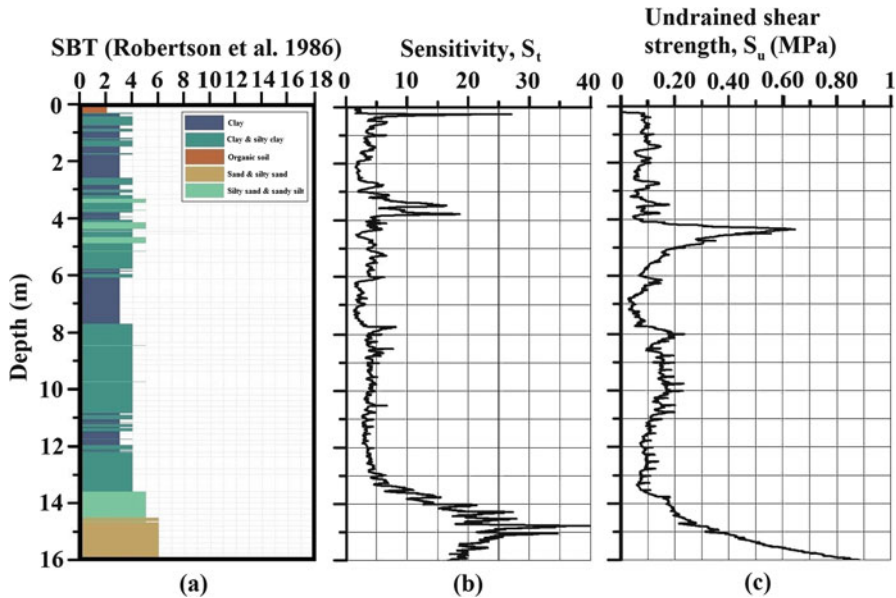 SBT (Robertson et al. 1986)
0 2 4 6 8 10 12 12 14 16 18
Depth (m)
0
2
4
6
8
10
12
14
16
Clay
Clay & silty clay
Organic soil
Sand & silty sand
Silty sand & sandy silt
(a)
Sensitivity, St
0 10 20 30 40
(b)
Undrained shear
strength, Su (MPa)
0 0.20 0.40 0.60 0.80 1
(c)